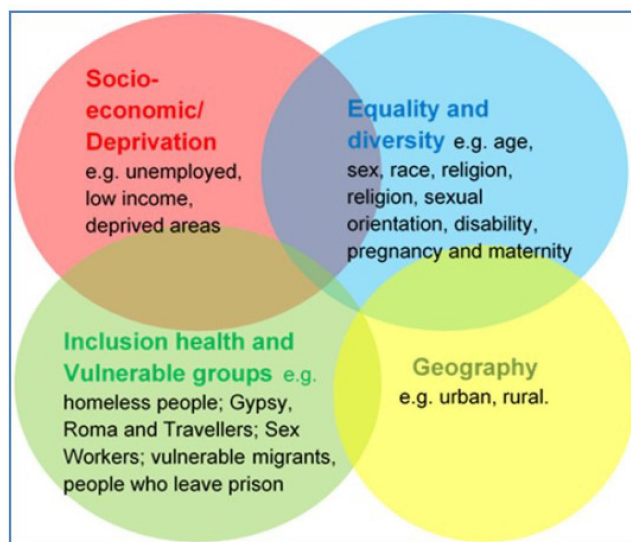 Socio-
economic/
Deprivation
e.g. unemployed,
low income,
deprived areas
Equality and
diversity e.g. age,
sex, race, religion,
religion, sexual
orientation, disability,
pregnancy and maternity
Inclusion health and
Vulnerable groups e.g.
homeless people; Gypsy,
Roma and Travellers; Sex
Workers; vulnerable migrants,
people who leave prison
Geography
e.g. urban, rural.